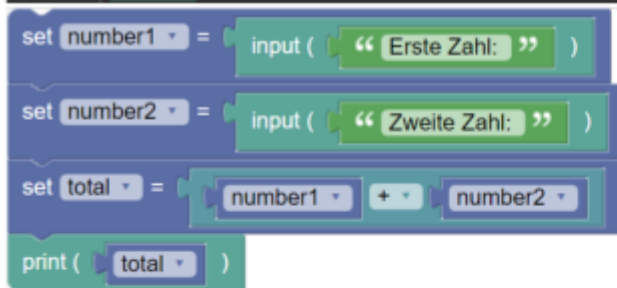 set number1 = input ( “ Erste Zahl: ” )
set number2 = input ( “ Zweite Zahl: ” )
set total = number1 + number2
print ( total )